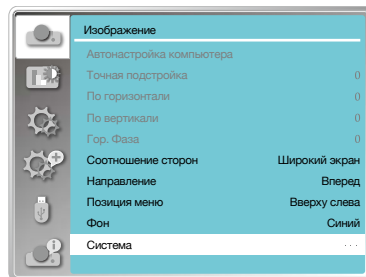 Изображение
Автонастройка компьютера
Точная подстройка 0
По горизонтали 0
По вертикали 0
Гор. Фаза 0
Соотношение сторон Широкий экран
Направление Вперед
Позиция меню Вверху слева
Фон Синий
Система ...